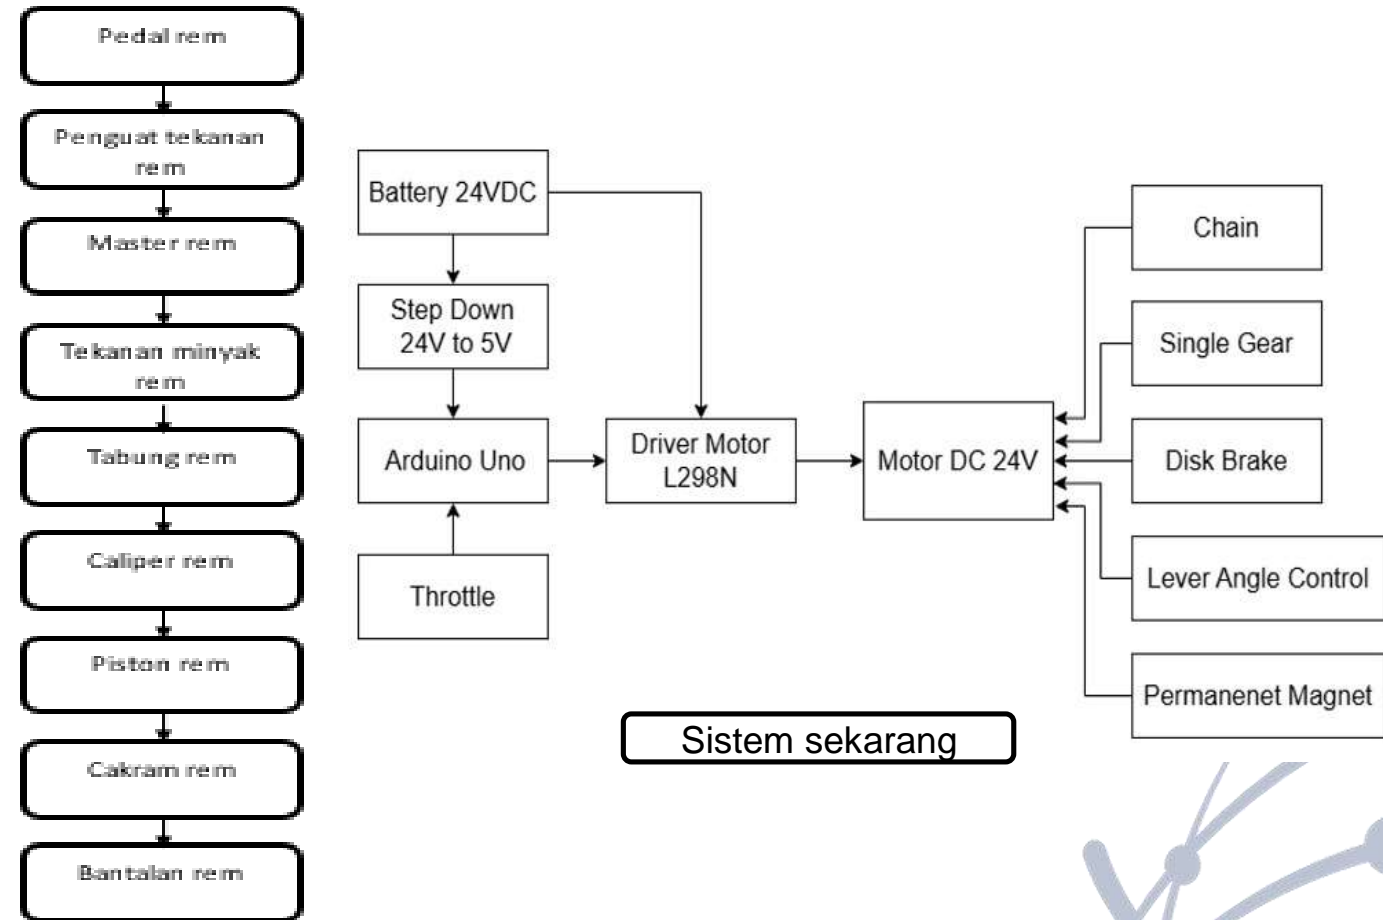 Pedal rem
Penguat tekanan
rem
Master rem
Tekanan minyak
rem
Tabung rem
Caliper rem
Piston rem
Cakram rem
Bantalan rem
Battery 24VDC
Step Down
24V to 5V
Arduino Uno
Throttle
Driver Motor
L298N
Motor DC 24V
Chain
Single Gear
Disk Brake
Lever Angle Control
Permanenet Magnet
Sistem sekarang